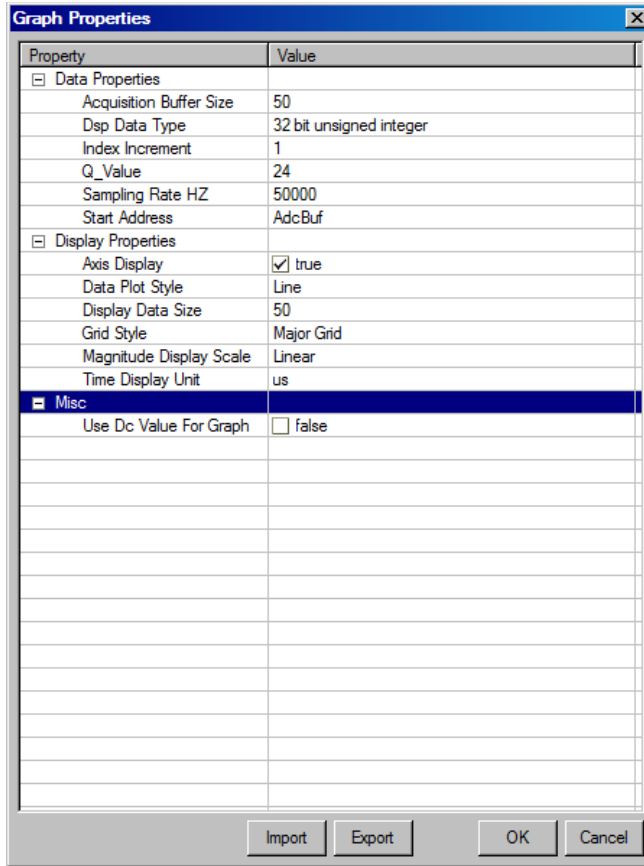 Graph Properties
Property Value
Data Properties
Acquisition Buffer Size 50
Dsp Data Type 32 bit unsigned integer
Index Increment 1
Q_Value 24
Sampling Rate HZ 50000
Start Address AdcBuf
Display Properties
Axis Display true
Data Plot Style Line
Display Data Size 50
Grid Style Major Grid
Magnitude Display Scale Linear
Time Display Unit us
Misc
Use Dc Value For Graph false
Import Export OK Cancel